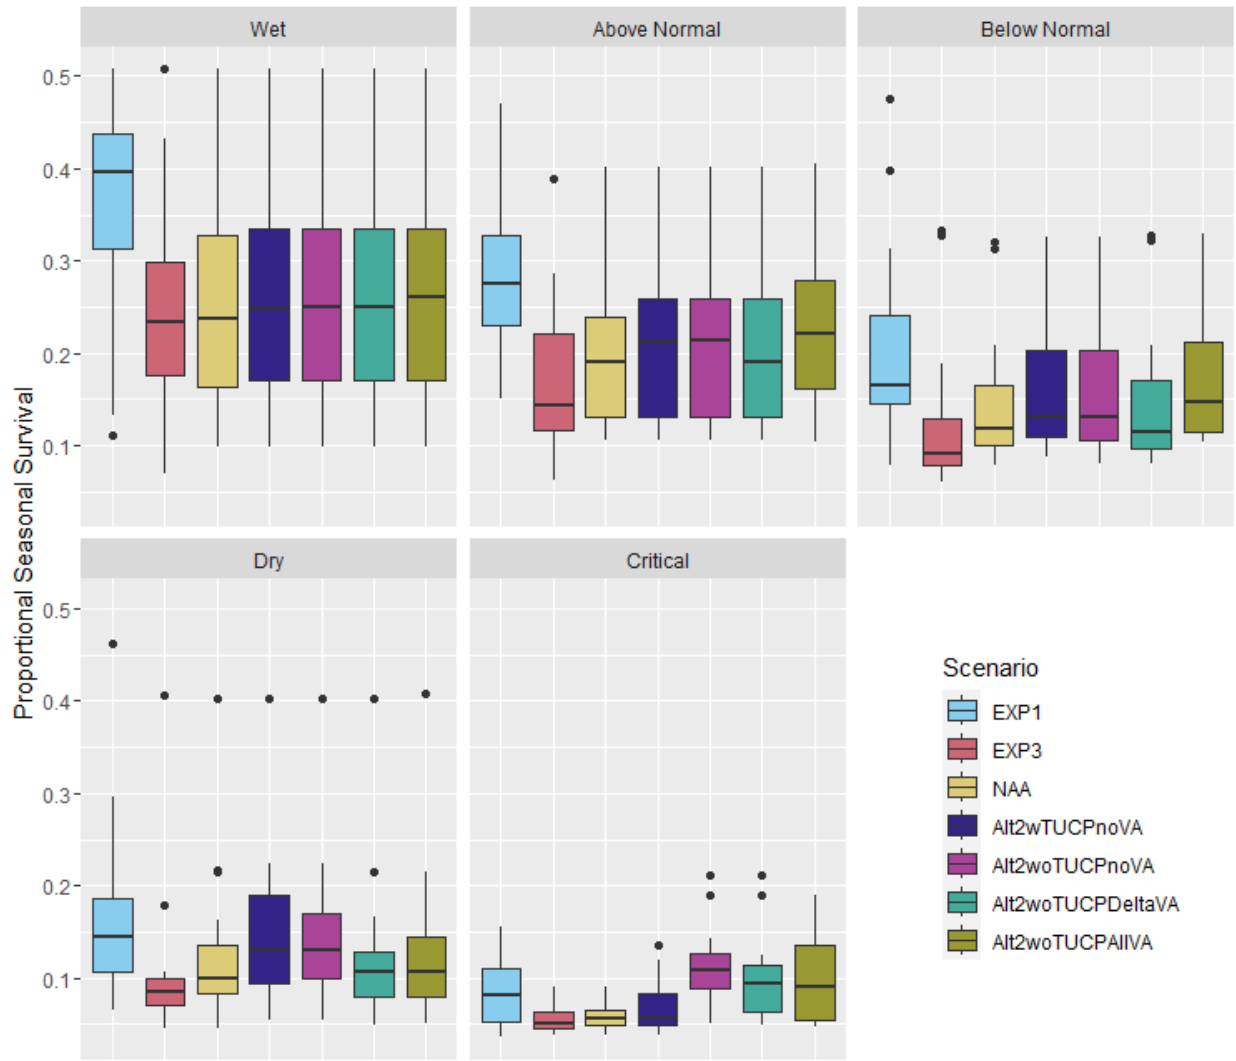 Wet
Above Normal
Below Normal
0.5
0.4
0.3
0.2
0.1
Proportional Seasonal Survival
Dry
Critical
0.5
0.4
0.3
0.2
0.1
Scenario
EXP1
EXP3
NAA
Alt2wTUCPnoVA
Alt2woTUCPnoVA
Alt2woTUCPDeltaVA
Alt2woTUCPAllVA